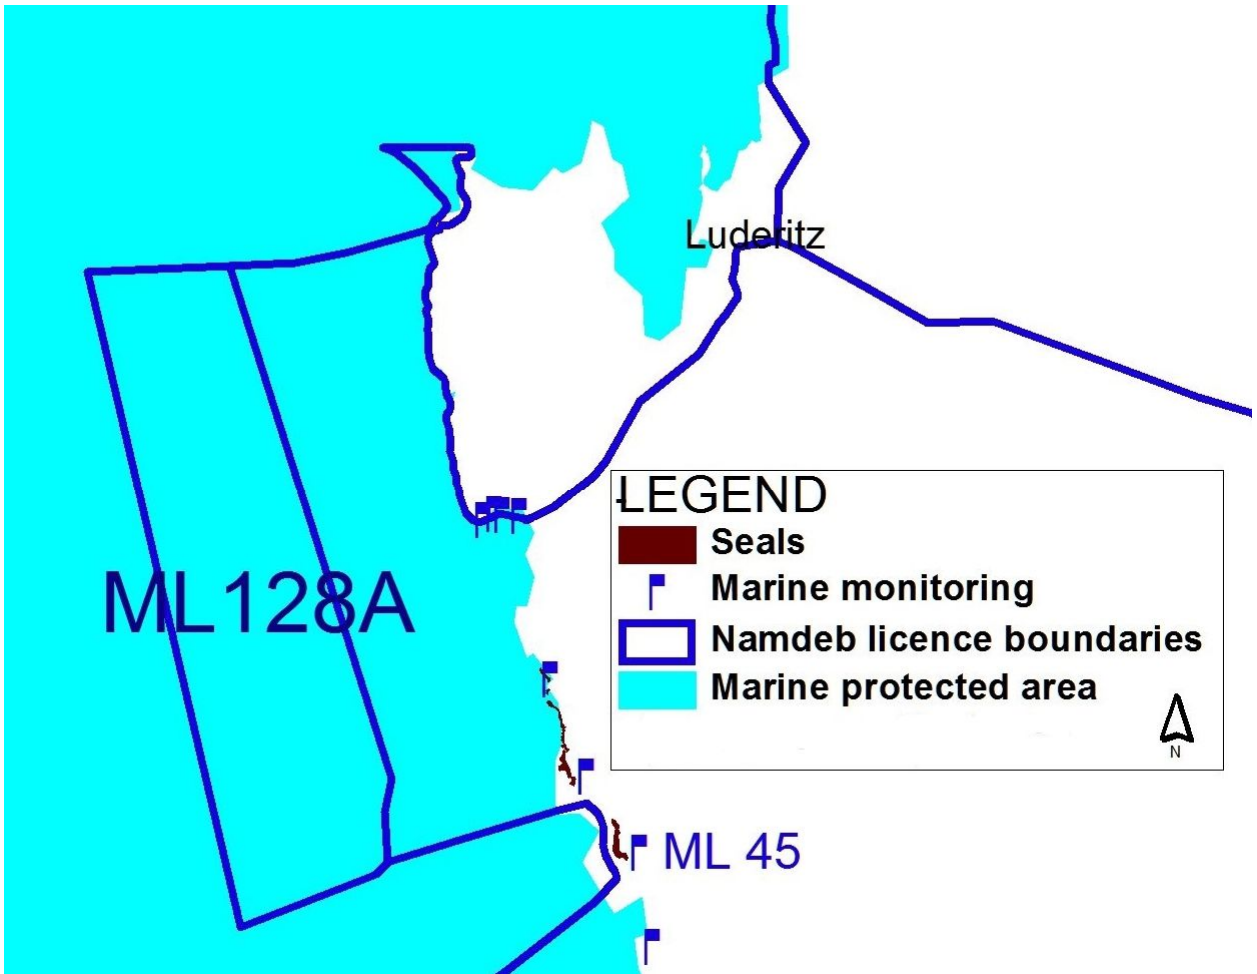 Luderitz
LEGEND
Seals
Marine monitoring
Namdeb licence boundaries
Marine protected area
N
ML128A
ML 45